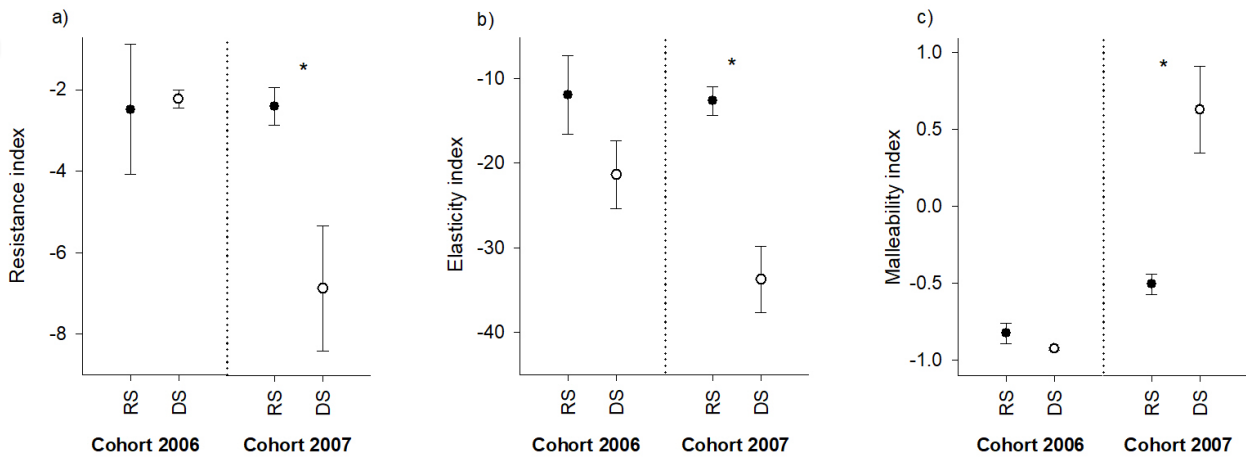 a)
Resistance index
-2
-4
-6
-8
*
RS
DS
RS
DS
Cohort 2006
Cohort 2007
b)
Elasticity index
-10
-20
-30
-40
*
RS
DS
RS
DS
Cohort 2006
Cohort 2007
c)
Malleability index
1.0
0.5
0.0
-0.5
-1.0
*
RS
DS
RS
DS
Cohort 2006
Cohort 2007